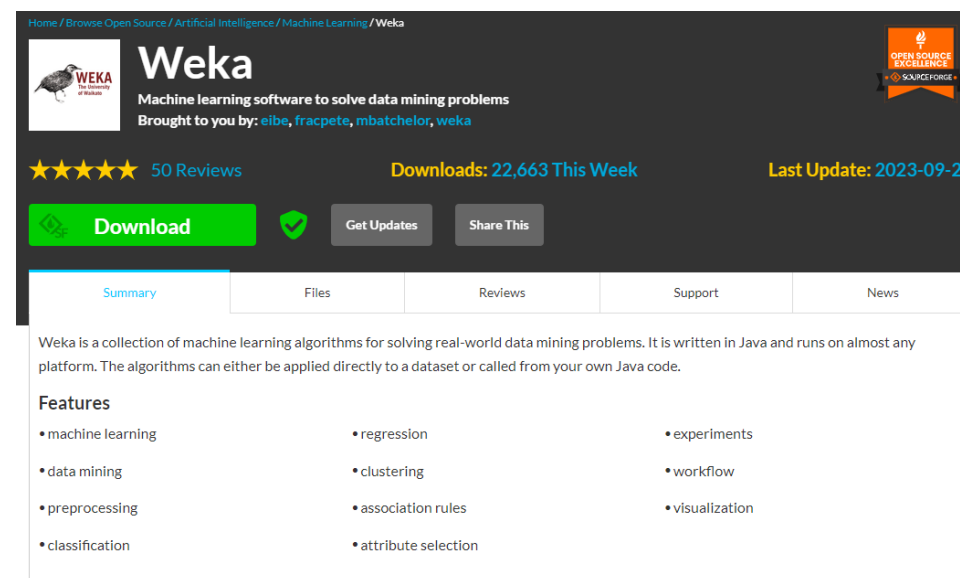 Home / Browse Open Source / Artificial Intelligence / Machine Learning / Weka
WEKA
The University
of Waikato
Weka
Machine learning software to solve data mining problems
Brought to you by: eibe, fracpete, mbatchelor, weka
OPEN SOURCE
EXCELLENCE
SOURCEFORGE
50 Reviews
Downloads: 22,663 This Week
Last Update: 2023-09-2
SF
Download
Get Updates
Share This
Summary
Files
Reviews
Support
News
Weka is a collection of machine learning algorithms for solving real-world data mining problems. It is written in Java and runs on almost any
platform. The algorithms can either be applied directly to a dataset or called from your own Java code.
Features
• machine learning
• regression
• experiments
• data mining
• clustering
• workflow
• preprocessing
• association rules
• visualization
• classification
• attribute selection